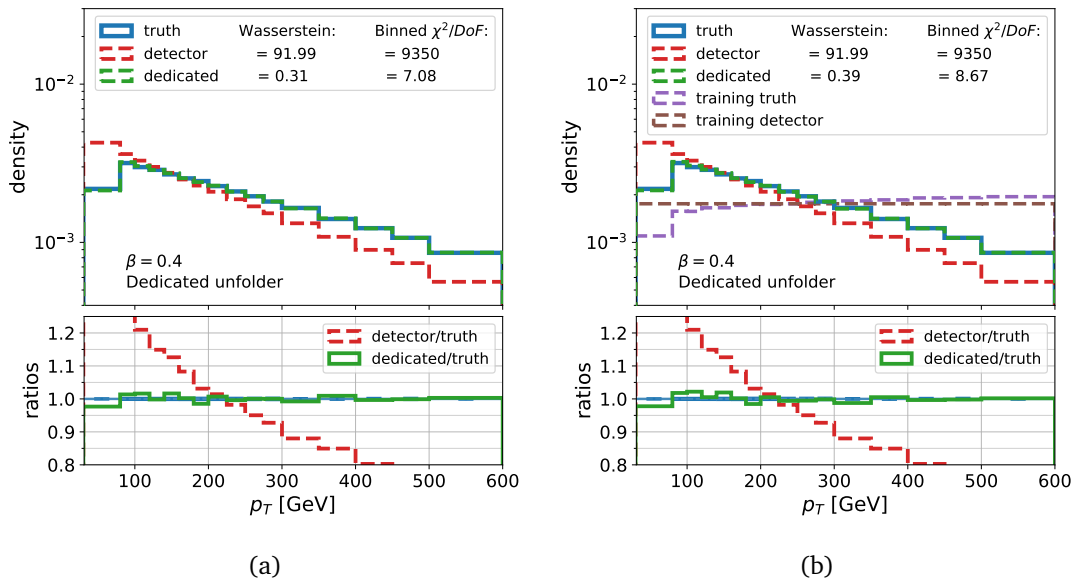 truth Wasserstein: Binned χ²/DoF:
detector = 91.99 = 9350
dedicated = 0.31 = 7.08
10⁻²
10⁻³
density
β = 0.4
Dedicated unfolder
detector/truth
dedicated/truth
1.2
1.1
1.0
0.9
0.8
ratios
100 200 300 400 500 600
p_T [GeV]
(a)
truth Wasserstein: Binned χ²/DoF:
detector = 91.99 = 9350
dedicated = 0.39 = 8.67
training truth
training detector
10⁻²
10⁻³
density
β = 0.4
Dedicated unfolder
detector/truth
dedicated/truth
1.2
1.1
1.0
0.9
0.8
ratios
100 200 300 400 500 600
p_T [GeV]
(b)